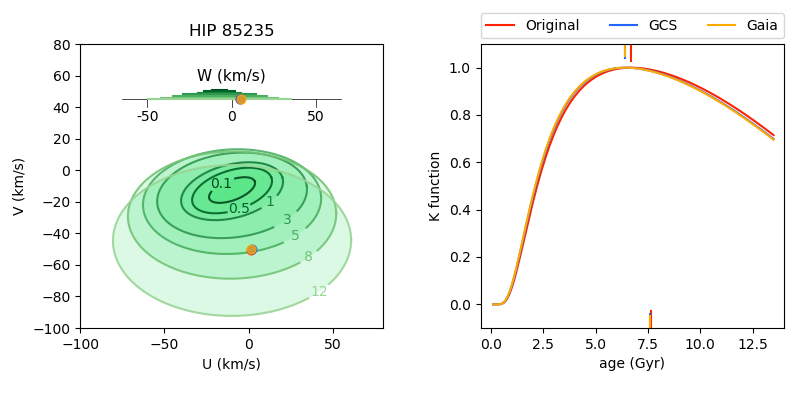 HIP 85235
80
60
40
20
0
−20
−40
−60
−80
−100
V (km/s)
W (km/s)
-50 0 50
0.1
0.5
1
3
5
8
12
−100 −50 0 50
U (km/s)
Original GCS Gaia
1.0
0.8
0.6
0.4
0.2
0.0
K function
0.0 2.5 5.0 7.5 10.0 12.5
age (Gyr)